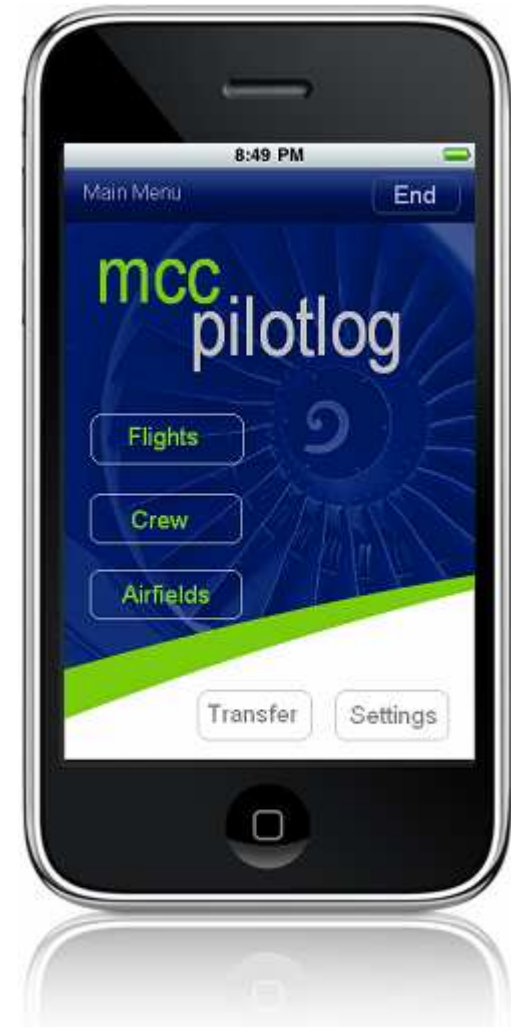 8:49 PM
Main Menu
End
mcc
pilotlog
Flights
Crew
Airfields
Transfer
Settings